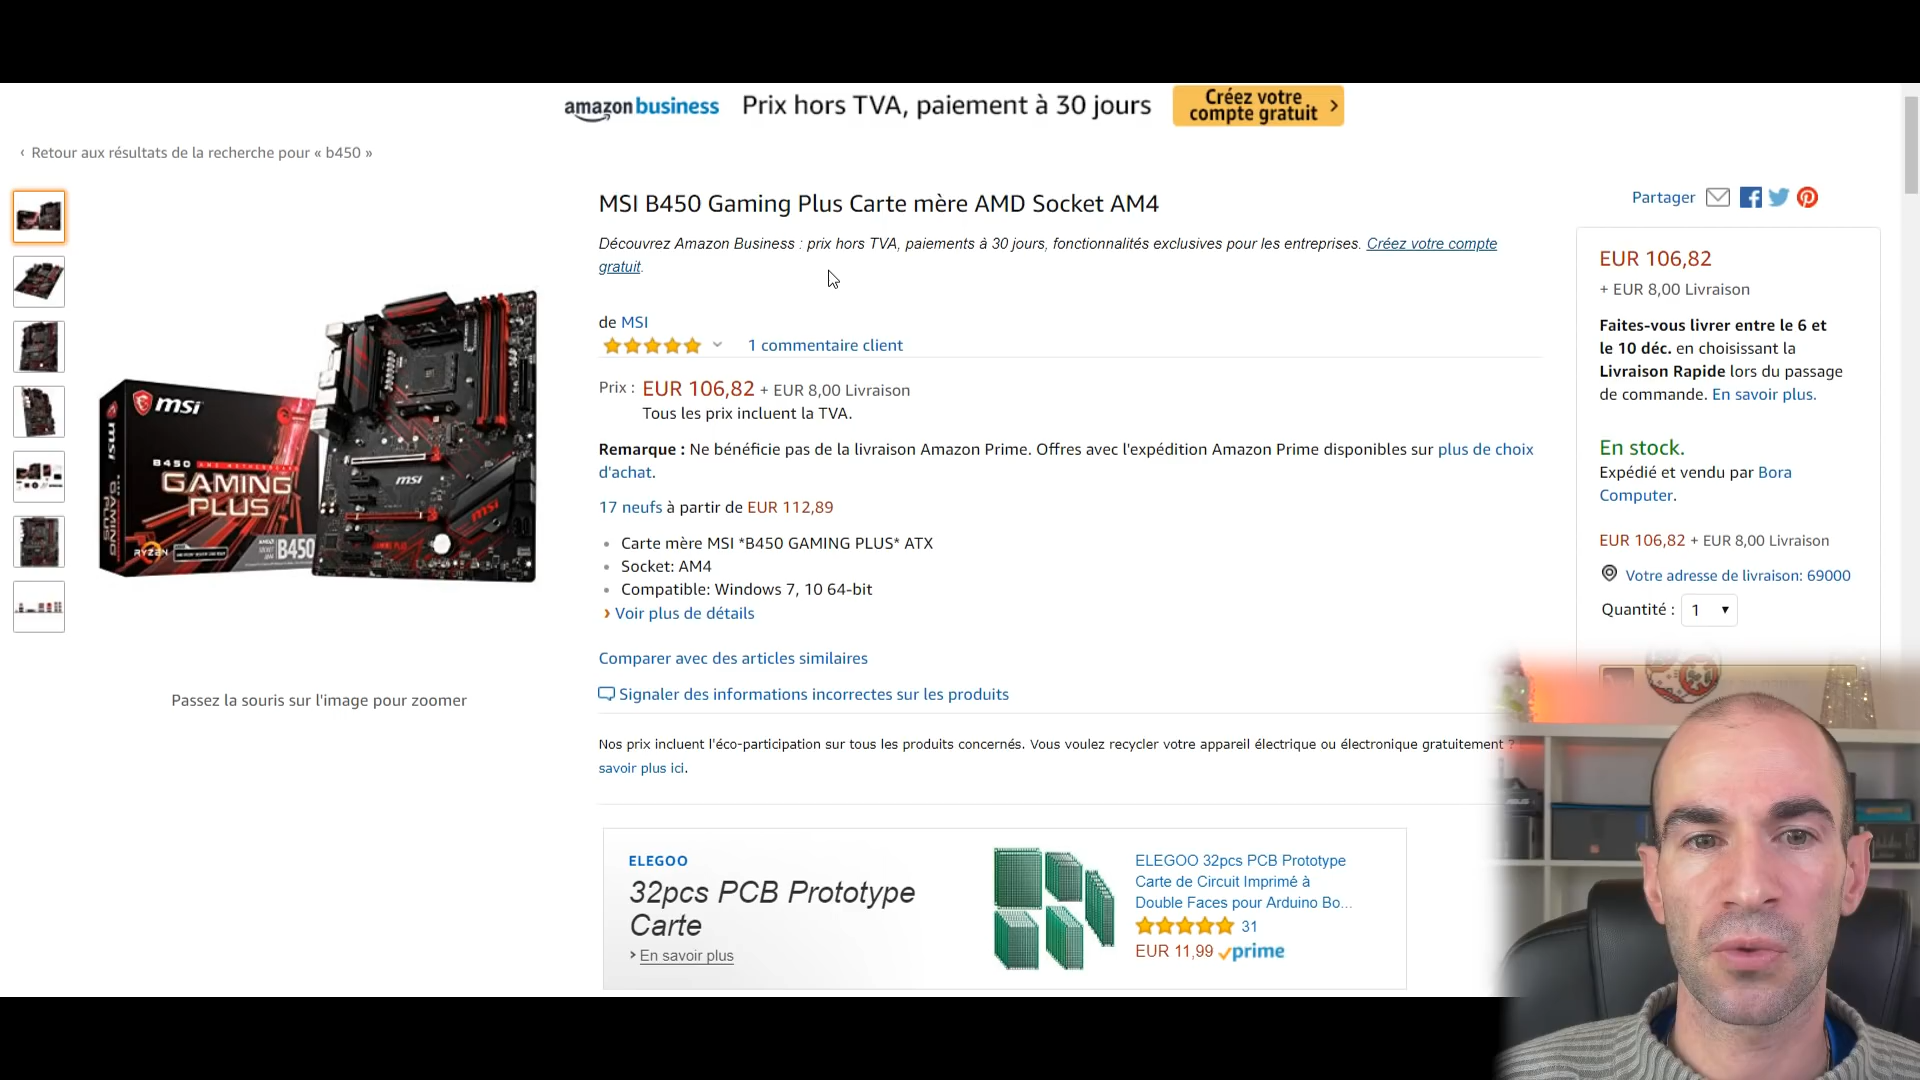 amazon business Prix hors TVA, paiement à 30 jours Créez votre compte gratuit ›
‹ Retour aux résultats de la recherche pour « b450 »
MSI B450 Gaming Plus Carte mère AMD Socket AM4
Découvrez Amazon Business : prix hors TVA, paiements à 30 jours, fonctionnalités exclusives pour les entreprises. Créez votre compte
gratuit.
de MSI
1 commentaire client
Prix : EUR 106,82 + EUR 8,00 Livraison
Tous les prix incluent la TVA.
Remarque : Ne bénéficie pas de la livraison Amazon Prime. Offres avec l'expédition Amazon Prime disponibles sur plus de choix
d'achat.
17 neufs à partir de EUR 112,89
• Carte mère MSI *B450 GAMING PLUS* ATX
• Socket: AM4
• Compatible: Windows 7, 10 64-bit
› Voir plus de détails
Comparer avec des articles similaires
Signaler des informations incorrectes sur les produits
Nos prix incluent l'éco-participation sur tous les produits concernés. Vous voulez recycler votre appareil électrique ou électronique gratuitement ?
savoir plus ici.
msi
msi
B450
GAMING
PLUS
GAMING PLUS
RYZEN
B450
msi
msi
Passez la souris sur l'image pour zoomer
Partager
EUR 106,82
+ EUR 8,00 Livraison
Faites-vous livrer entre le 6 et
le 10 déc. en choisissant la
Livraison Rapide lors du passage
de commande. En savoir plus.
En stock.
Expédié et vendu par Bora
Computer.
EUR 106,82 + EUR 8,00 Livraison
Votre adresse de livraison: 69000
Quantité : 1
ELEGOO
32pcs PCB Prototype
Carte
› En savoir plus
ELEGOO 32pcs PCB Prototype
Carte de Circuit Imprimé à
Double Faces pour Arduino Bo...
31
EUR 11,99 prime